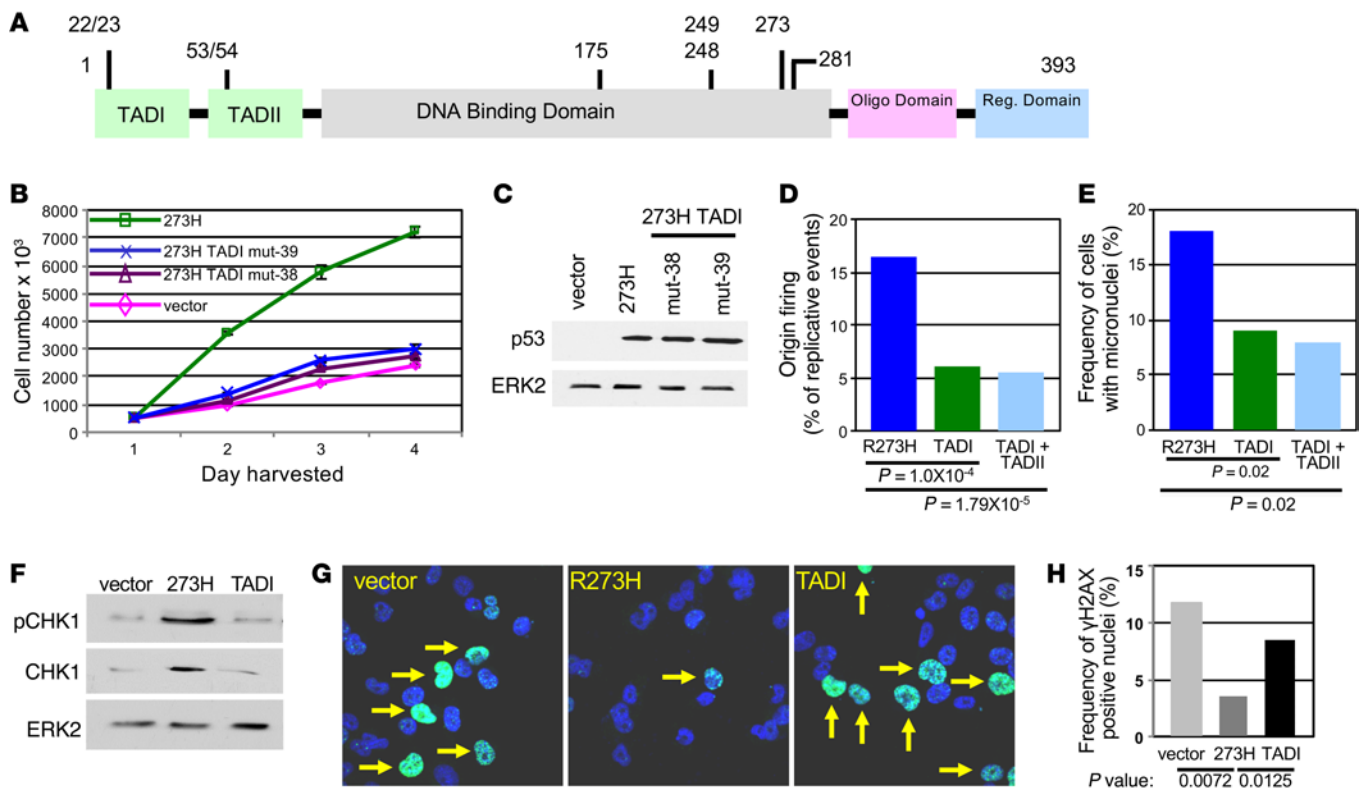 A
22/23
53/54
175
249
248
273
281
1
393
TADI
TADII
DNA Binding Domain
Oligo Domain
Reg. Domain
B
8000
7000
6000
5000
4000
3000
2000
1000
0
Cell number x 10³
273H
273H TADI mut-39
273H TADI mut-38
vector
1 2 3 4
Day harvested
C
273H TADI
vector
273H
mut-38
mut-39
p53
ERK2
D
20
15
10
5
0
Origin firing
(% of replicative events)
R273H TADI TADI +
TADII
P = 1.0X10⁻⁴
P = 1.79X10⁻⁵
E
20
15
10
5
0
Frequency of cells
with micronuclei (%)
R273H TADI TADI +
TADII
P = 0.02
P = 0.02
F
vector 273H TADI
pCHK1
CHK1
ERK2
G
vector
R273H
TADI
H
15
10
5
0
Frequency of γH2AX
positive nuclei (%)
vector 273H TADI
P value: 0.0072 0.0125